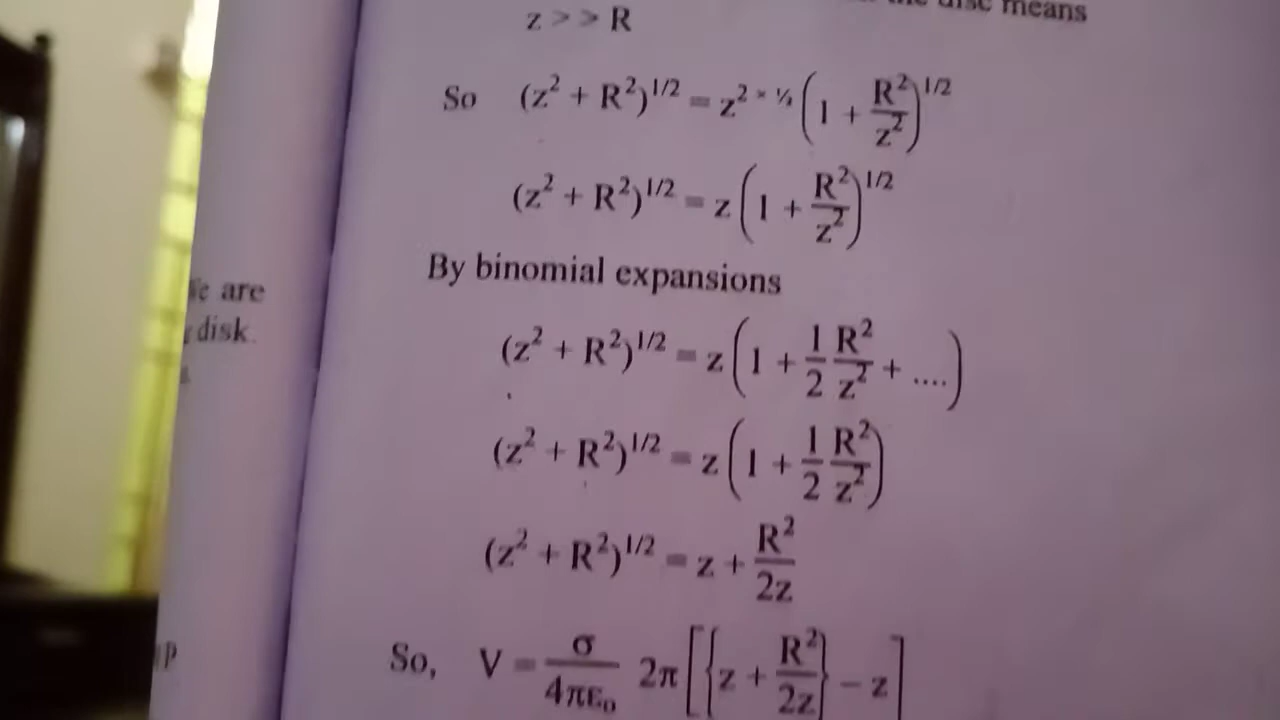 disc means
z > > R
So (z² + R²)^1/2 = z^2 × ½ (1 + R²/z²)^1/2
(z² + R²)^1/2 = z (1 + R²/z²)^1/2
By binomial expansions
(z² + R²)^1/2 = z (1 + 1/2 R²/z² + ....)
(z² + R²)^1/2 = z (1 + 1/2 R²/z²)
(z² + R²)^1/2 = z + R²/2z
So, V = σ/4πε₀ 2π [{z + R²/2z} − z]
are
disk.